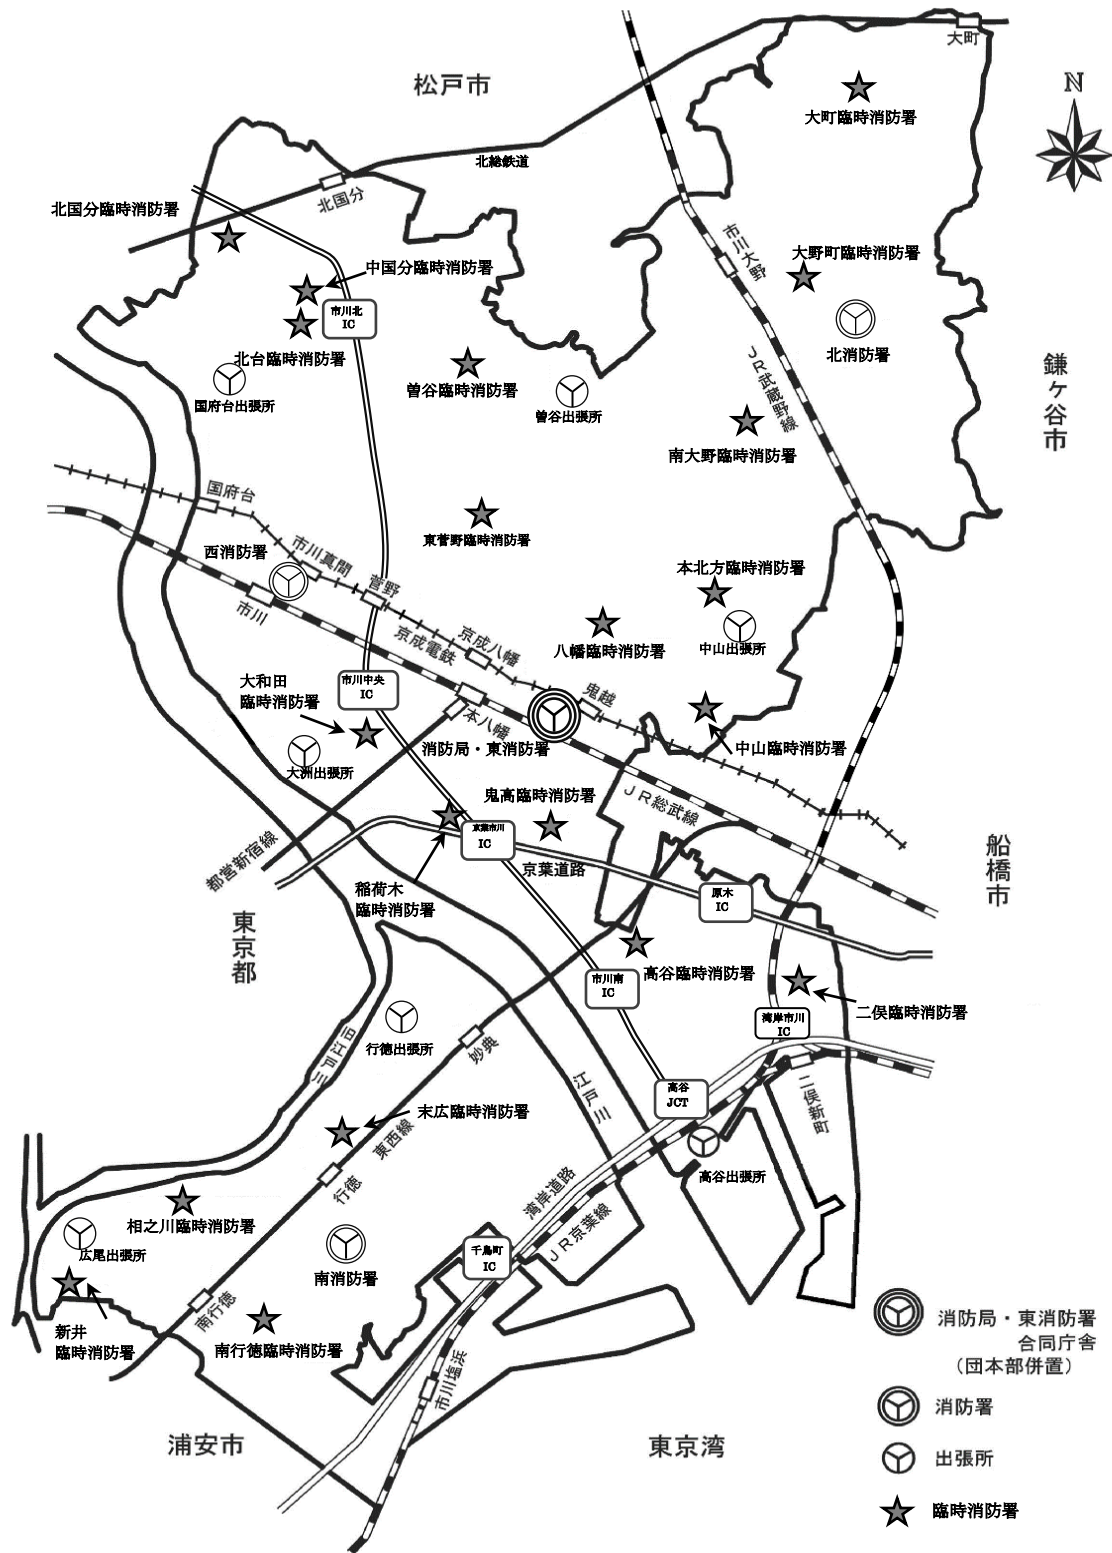 大町
松戸市
N
大町臨時消防署
北総鉄道
北国分
北国分臨時消防署
市川大野
大野町臨時消防署
中国分臨時消防署
市川北
IC
北消防署
北台臨時消防署
曽谷臨時消防署
JR武蔵野線
鎌ヶ谷市
国府台出張所
曽谷出張所
南大野臨時消防署
国府台
東菅野臨時消防署
西消防署
市川真間
菅野
本北方臨時消防署
市川
京成電鉄
京成八幡
八幡臨時消防署
中山出張所
大和田
臨時消防署
市川中央
IC
鬼越
本八幡
消防局・東消防署
中山臨時消防署
大洲出張所
鬼高臨時消防署
JR総武線
京葉市川
IC
都営新宿線
京葉道路
船橋市
稲荷木
臨時消防署
原木
IC
東京都
高谷臨時消防署
市川南
IC
二俣臨時消防署
湾岸市川
IC
行徳出張所
旧江戸川
妙典
江戸川
高谷
JCT
二俣新町
末広臨時消防署
東西線
高谷出張所
行徳
湾岸道路
相之川臨時消防署
JR京葉線
広尾出張所
千鳥町
IC
南消防署
南行徳
新井
臨時消防署
南行徳臨時消防署
市川塩浜
浦安市
東京湾
消防局・東消防署
合同庁舎
（団本部併置）
消防署
出張所
臨時消防署